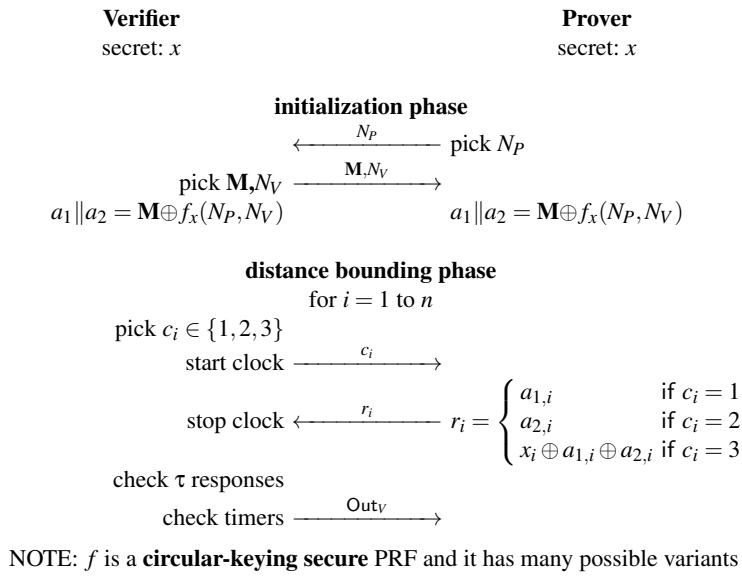 Verifier Prover
secret: x secret: x
initialization phase
N_P
pick N_P
M,N_V
pick M,N_V
a_1∥a_2 = M⊕f_x(N_P,N_V) a_1∥a_2 = M⊕f_x(N_P,N_V)
distance bounding phase
for i = 1 to n
pick c_i ∈ {1,2,3}
start clock c_i
stop clock r_i r_i = { a_{1,i} if c_i = 1
a_{2,i} if c_i = 2
x_i ⊕ a_{1,i} ⊕ a_{2,i} if c_i = 3
check τ responses
check timers Out_V
NOTE: f is a circular-keying secure PRF and it has many possible variants